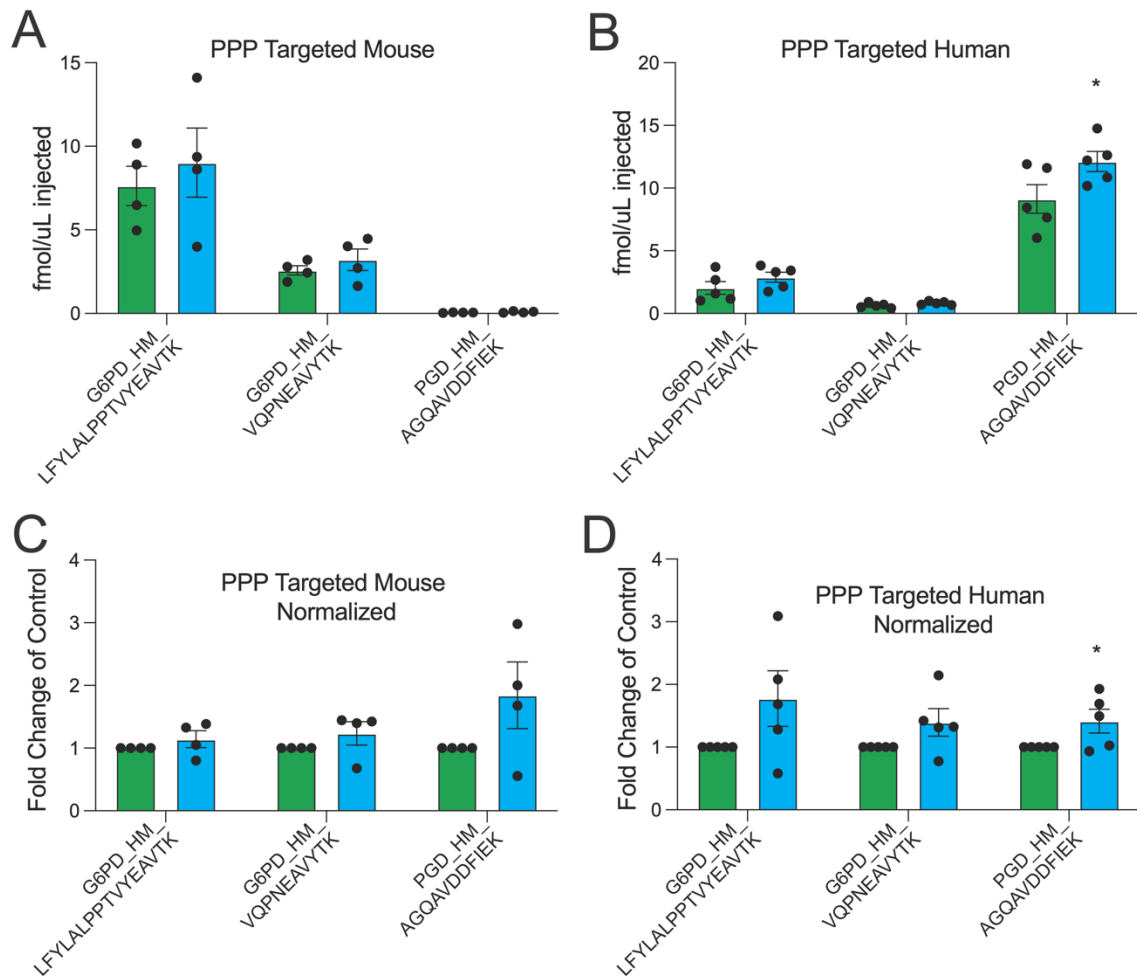 A
PPP Targeted Mouse
fmol/uL injected
15
10
5
0
G6PD_HM_
LFYLALPPTVYEAVTK
G6PD_HM_
VQPNEAVYTK
PGD_HM_
AGQAVDDFIEK
B
PPP Targeted Human
fmol/uL injected
20
15
10
5
0
*
G6PD_HM_
LFYLALPPTVYEAVTK
G6PD_HM_
VQPNEAVYTK
PGD_HM_
AGQAVDDFIEK
C
PPP Targeted Mouse
Normalized
Fold Change of Control
4
3
2
1
0
G6PD_HM_
LFYLALPPTVYEAVTK
G6PD_HM_
VQPNEAVYTK
PGD_HM_
AGQAVDDFIEK
D
PPP Targeted Human
Normalized
Fold Change of Control
4
3
2
1
0
*
G6PD_HM_
LFYLALPPTVYEAVTK
G6PD_HM_
VQPNEAVYTK
PGD_HM_
AGQAVDDFIEK